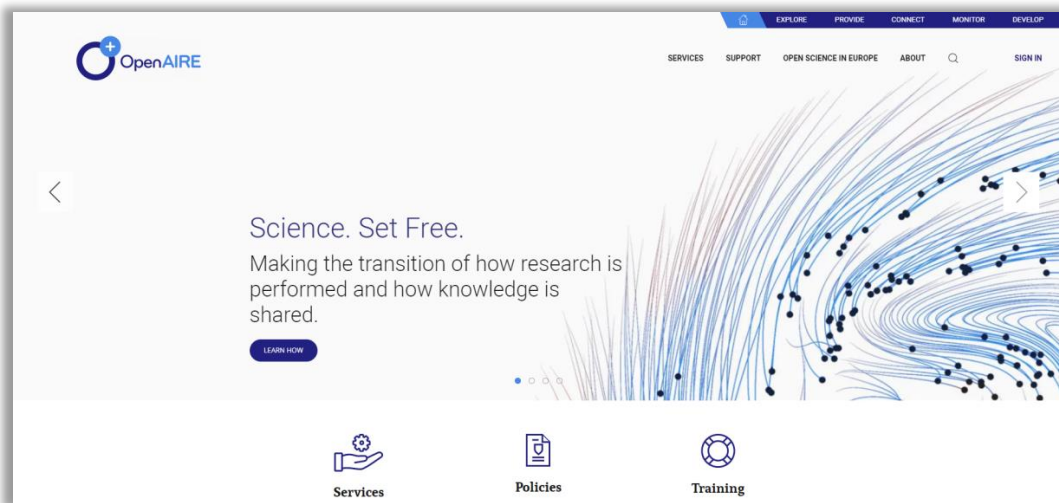 EXPLORE PROVIDE CONNECT MONITOR DEVELOP
OpenAIRE
SERVICES SUPPORT OPEN SCIENCE IN EUROPE ABOUT SIGN IN
Science. Set Free.
Making the transition of how research is
performed and how knowledge is
shared.
LEARN HOW
Services Policies Training